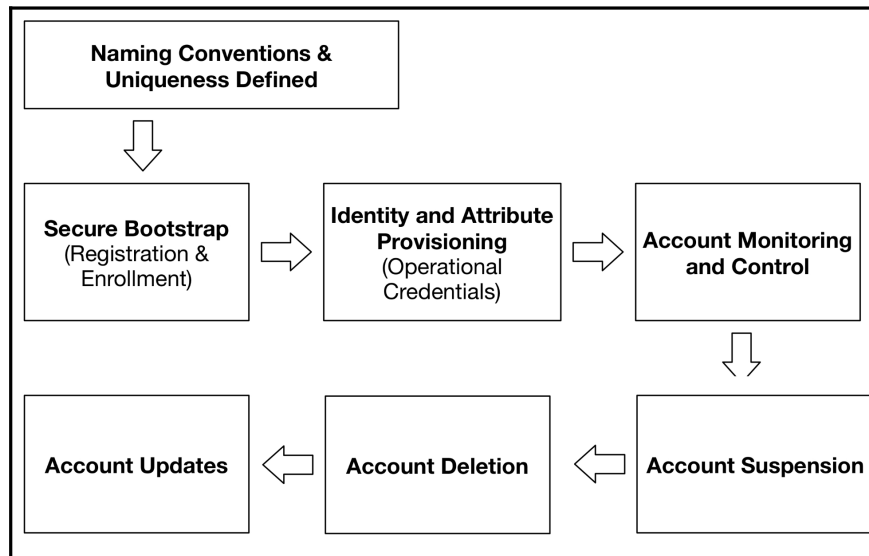 Naming Conventions &
Uniqueness Defined
Secure Bootstrap
(Registration &
Enrollment)
Identity and Attribute
Provisioning
(Operational
Credentials)
Account Monitoring
and Control
Account Updates
Account Deletion
Account Suspension